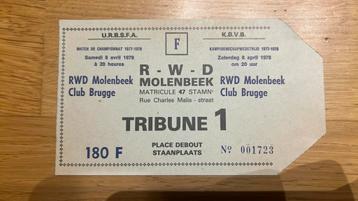 U.R.B.S.F.A.
K.B.V.B.
F
MATCH DE CHAMPIONNAT 1977-1978
KAMPIOENSCHAPWEDSTRIJD 1977-1978
Samedi 8 avril 1978
à 20 heures
Zaterdag 8 april 1978
om 20 uur
R - W - D
MOLENBEEK
MATRICULE 47 STAMN
Rue Charles Malis - straat
RWD Molenbeek
Club Brugge
RWD Molenbeek
Club Brugge
TRIBUNE 1
180 F
PLACE DEBOUT
STAANPLAATS
Nº 001723